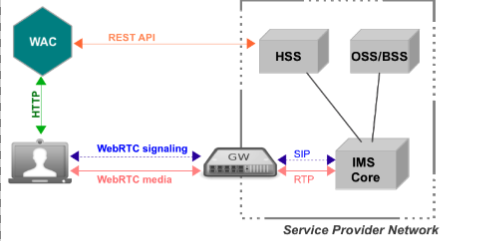 WAC
REST API
HSS
OSS/BSS
HTTP
WebRTC signaling
GW
SIP
IMS
Core
WebRTC media
RTP
Service Provider Network